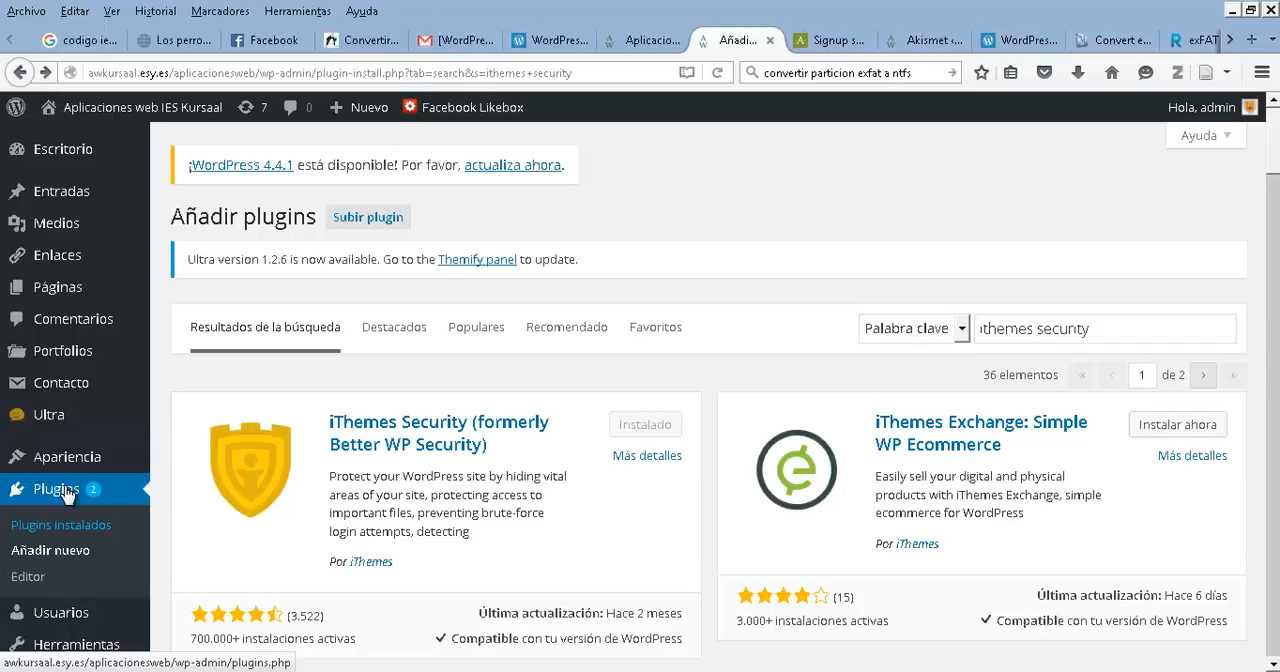 Archivo Editar Ver Historial Marcadores Herramientas Ayuda
codigo ie... Los perro... Facebook Convertir... [WordPre... WordPres... Aplicacio... Añadi... Signup s... Akismet ‹ WordPres... Convert e... exFAT
awkursaal.esy.es/aplicacionesweb/wp-admin/plugin-install.php?tab=search&s=ithemes+security convertir particion exfat a ntfs
Aplicaciones web IES Kursaal 7 0 Nuevo Facebook Likebox Hola, admin
Ayuda
Escritorio
Entradas
Medios
Enlaces
Páginas
Comentarios
Portfolios
Contacto
Ultra
Apariencia
Plugins 2
Plugins instalados
Añadir nuevo
Editor
Usuarios
Herramientas
¡WordPress 4.4.1 está disponible! Por favor, actualiza ahora.
Añadir plugins Subir plugin
Ultra version 1.2.6 is now available. Go to the Themify panel to update.
Resultados de la búsqueda Destacados Populares Recomendado Favoritos Palabra clave ithemes security
36 elementos « ‹ 1 de 2 › »
iThemes Security (formerly
Better WP Security)
Instalado
Más detalles
Protect your WordPress site by hiding vital
areas of your site, protecting access to
important files, preventing brute-force
login attempts, detecting
Por iThemes
(3.522) Última actualización: Hace 2 meses
700.000+ instalaciones activas Compatible con tu versión de WordPress
iThemes Exchange: Simple
WP Ecommerce
Instalar ahora
Más detalles
Easily sell your digital and physical
products with iThemes Exchange, simple
ecommerce for WordPress
Por iThemes
(15) Última actualización: Hace 6 días
3.000+ instalaciones activas Compatible con tu versión de WordPress
awkursaal.esy.es/aplicacionesweb/wp-admin/plugins.php